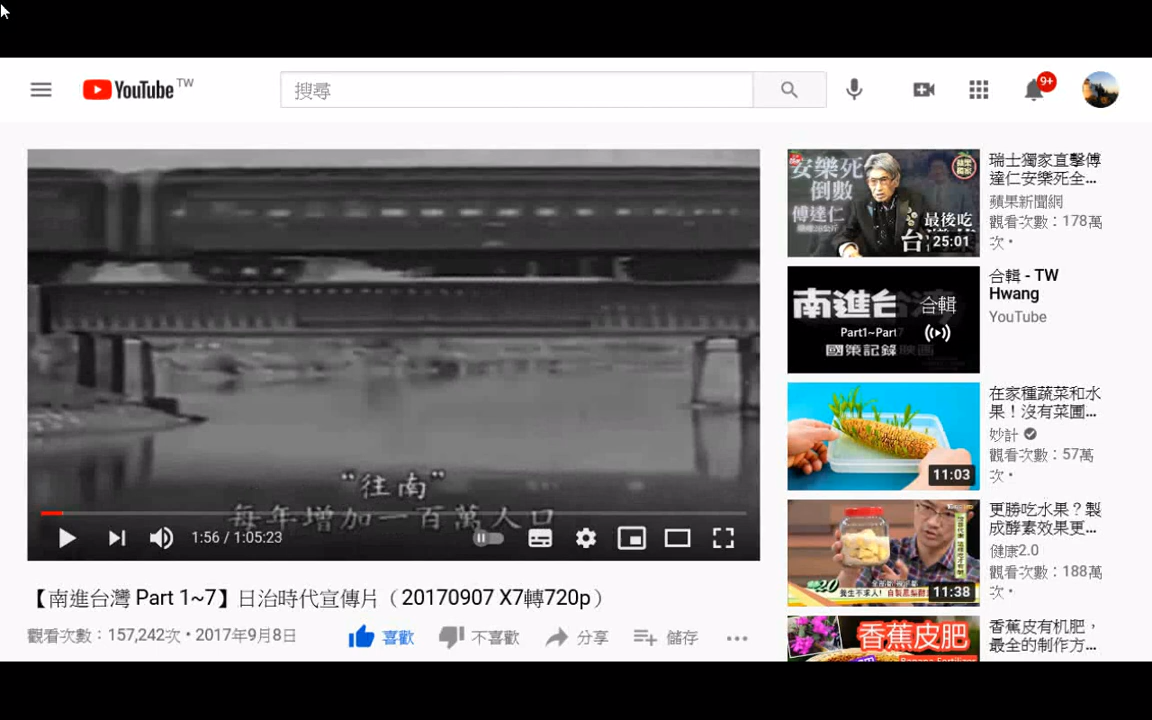 YouTube TW
搜尋
9+
"往南"
每年增加一百萬人口
1:56 / 1:05:23
【南進台灣 Part 1~7】日治時代宣傳片（20170907 X7轉720p）
觀看次數：157,242次 • 2017年9月8日
喜歡
不喜歡
分享
儲存
安樂死
倒數
傅達仁
最後吃
台
25:01
瑞士獨家直擊傅
達仁安樂死全...
蘋果新聞網
觀看次數：178萬
次 •
南進台灣
合輯
Part1~Part7
國策記錄映画
合輯 - TW
Hwang
YouTube
11:03
在家種蔬菜和水
果！沒有菜圃...
妙計
觀看次數：57萬
次 •
11:38
更勝吃水果？製
成酵素效果更...
健康2.0
觀看次數：188萬
次 •
香蕉皮肥
香蕉皮有机肥，
最全的制作方...